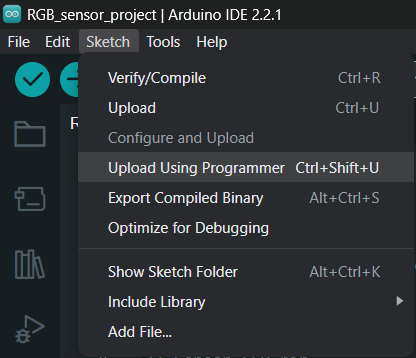 RGB_sensor_project | Arduino IDE 2.2.1
File Edit Sketch Tools Help
Verify/Compile Ctrl+R
Upload Ctrl+U
Configure and Upload
Upload Using Programmer Ctrl+Shift+U
Export Compiled Binary Alt+Ctrl+S
Optimize for Debugging
Show Sketch Folder Alt+Ctrl+K
Include Library
Add File...